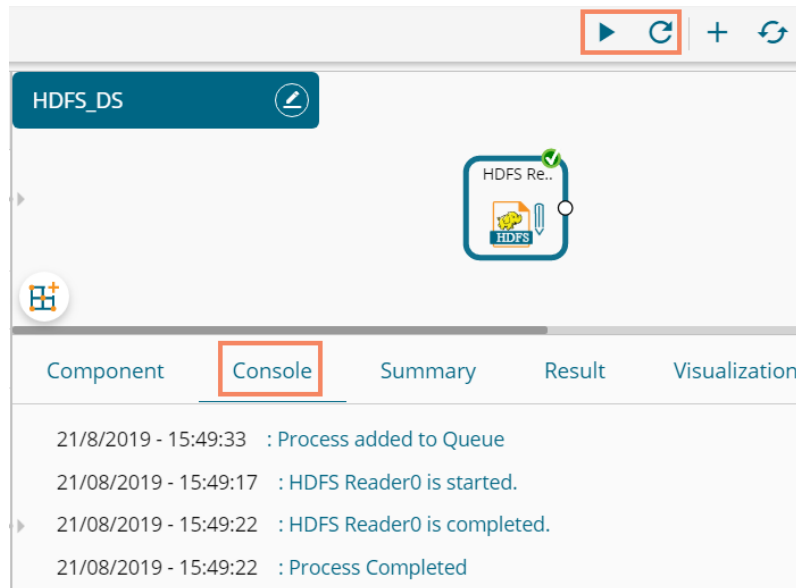 HDFS_DS
HDFS Re..
HDFS
Component Console Summary Result Visualization
21/8/2019 - 15:49:33 : Process added to Queue
21/08/2019 - 15:49:17 : HDFS Reader0 is started.
21/08/2019 - 15:49:22 : HDFS Reader0 is completed.
21/08/2019 - 15:49:22 : Process Completed